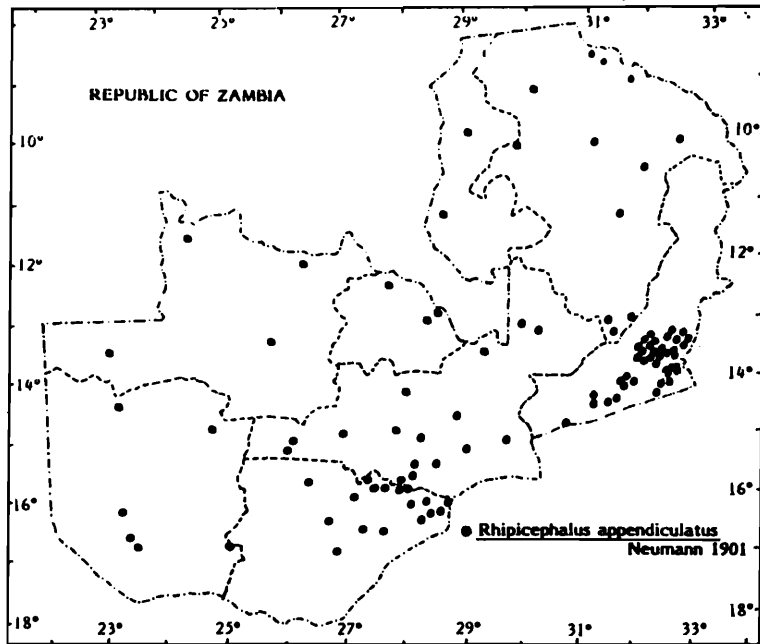 23° 25° 27° 29° 31° 33°
REPUBLIC OF ZAMBIA
10° 10°
12° 12°
14° 14°
16° 16°
Rhipicephalus appendiculatus
Neumann 1901
18° 18°
23° 25° 27° 29° 31° 33°